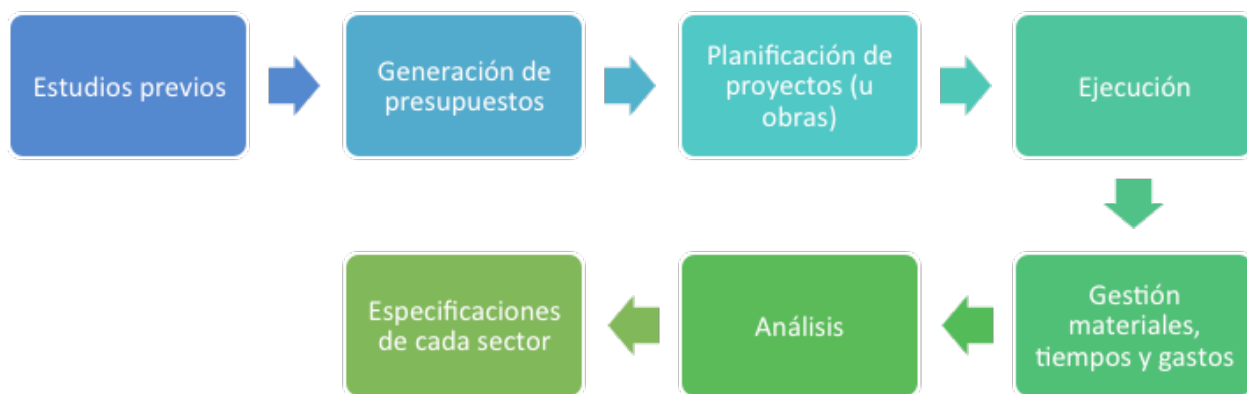 Estudios previos
Generación de
presupuestos
Planificación de
proyectos (u
obras)
Ejecución
Gestión
materiales,
tiempos y gastos
Análisis
Especificaciones
de cada sector